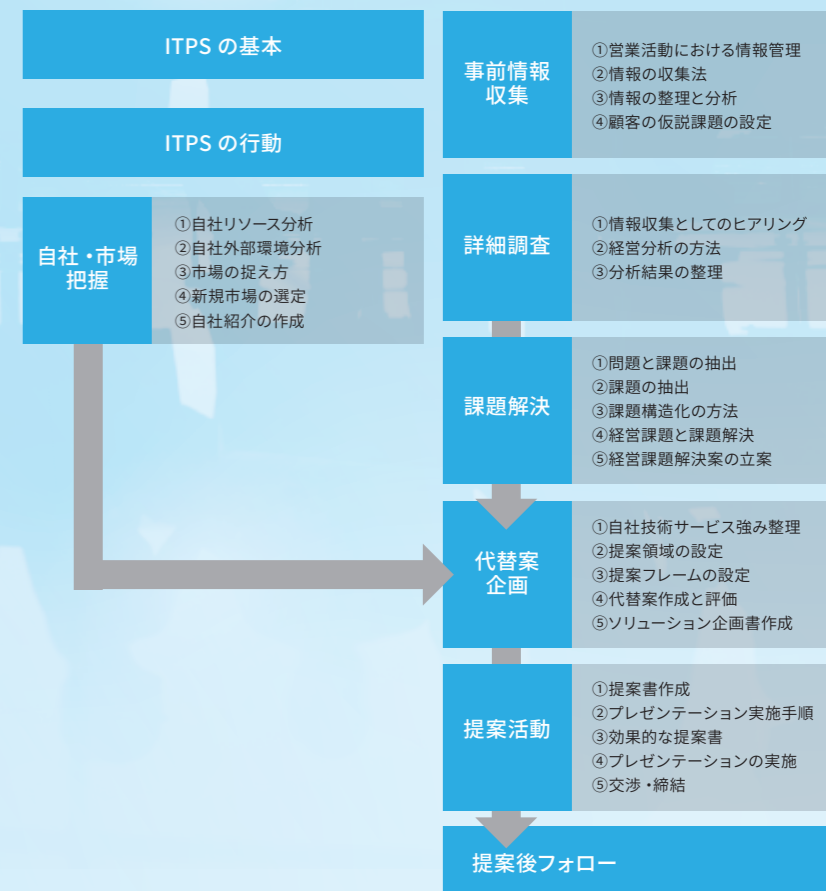 ITPS の基本
ITPS の行動
自社・市場
把握
①自社リソース分析
②自社外部環境分析
③市場の捉え方
④新規市場の選定
⑤自社紹介の作成
事前情報
収集
①営業活動における情報管理
②情報の収集法
③情報の整理と分析
④顧客の仮説課題の設定
詳細調査
①情報収集としてのヒアリング
②経営分析の方法
③分析結果の整理
課題解決
①問題と課題の抽出
②課題の抽出
③課題構造化の方法
④経営課題と課題解決
⑤経営課題解決案の立案
代替案
企画
①自社技術サービス強み整理
②提案領域の設定
③提案フレームの設定
④代替案作成と評価
⑤ソリューション企画書作成
提案活動
①提案書作成
②プレゼンテーション実施手順
③効果的な提案書
④プレゼンテーションの実施
⑤交渉・締結
提案後フォロー